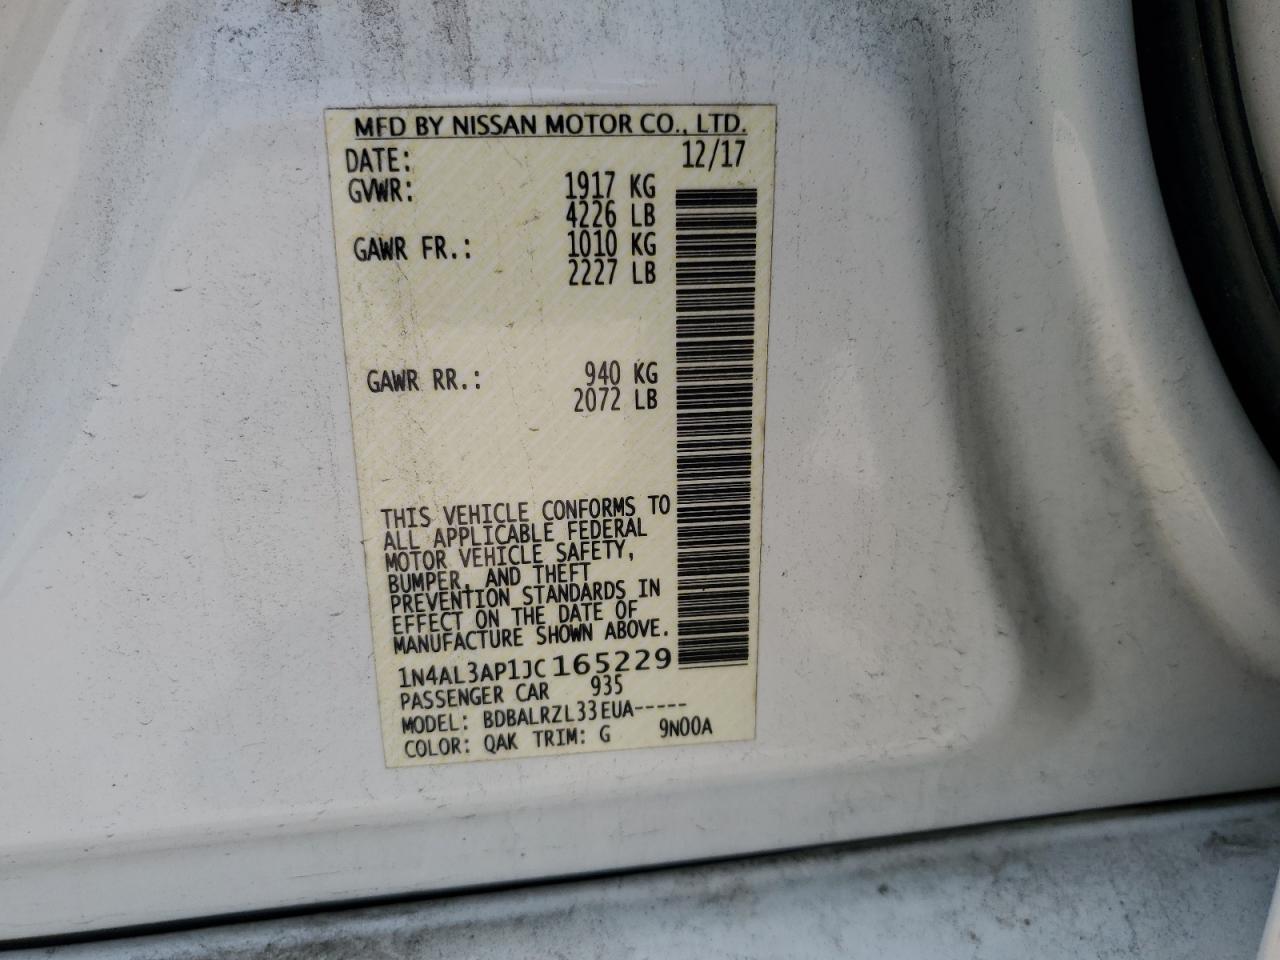 MFD BY NISSAN MOTOR CO., LTD.
DATE: 12/17
GVWR: 1917 KG
4226 LB
GAWR FR.: 1010 KG
2227 LB
GAWR RR.: 940 KG
2072 LB
THIS VEHICLE CONFORMS TO
ALL APPLICABLE FEDERAL
MOTOR VEHICLE SAFETY,
BUMPER, AND THEFT
PREVENTION STANDARDS IN
EFFECT ON THE DATE OF
MANUFACTURE SHOWN ABOVE.
1N4AL3AP1JC165229
PASSENGER CAR 935
MODEL: BDBALRZL33EUA-----
COLOR: QAK TRIM: G 9N00A